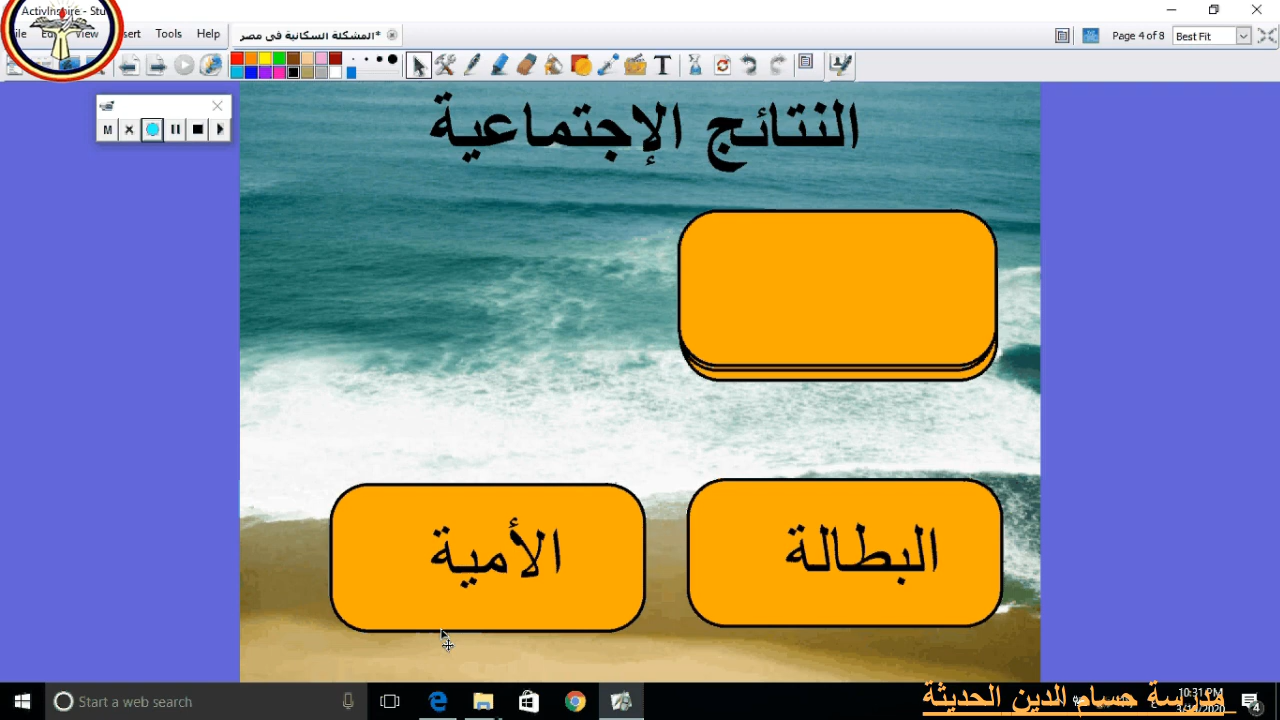 ActivInspire - Stu
View
Tools
Help
*المشكلة السكانية فى مصر
Page 4 of 8
Best Fit
النتائج الإجتماعية
البطالة
الأمية
Start a web search
10:31 PM
مدرسة حسام الدين الحديثة